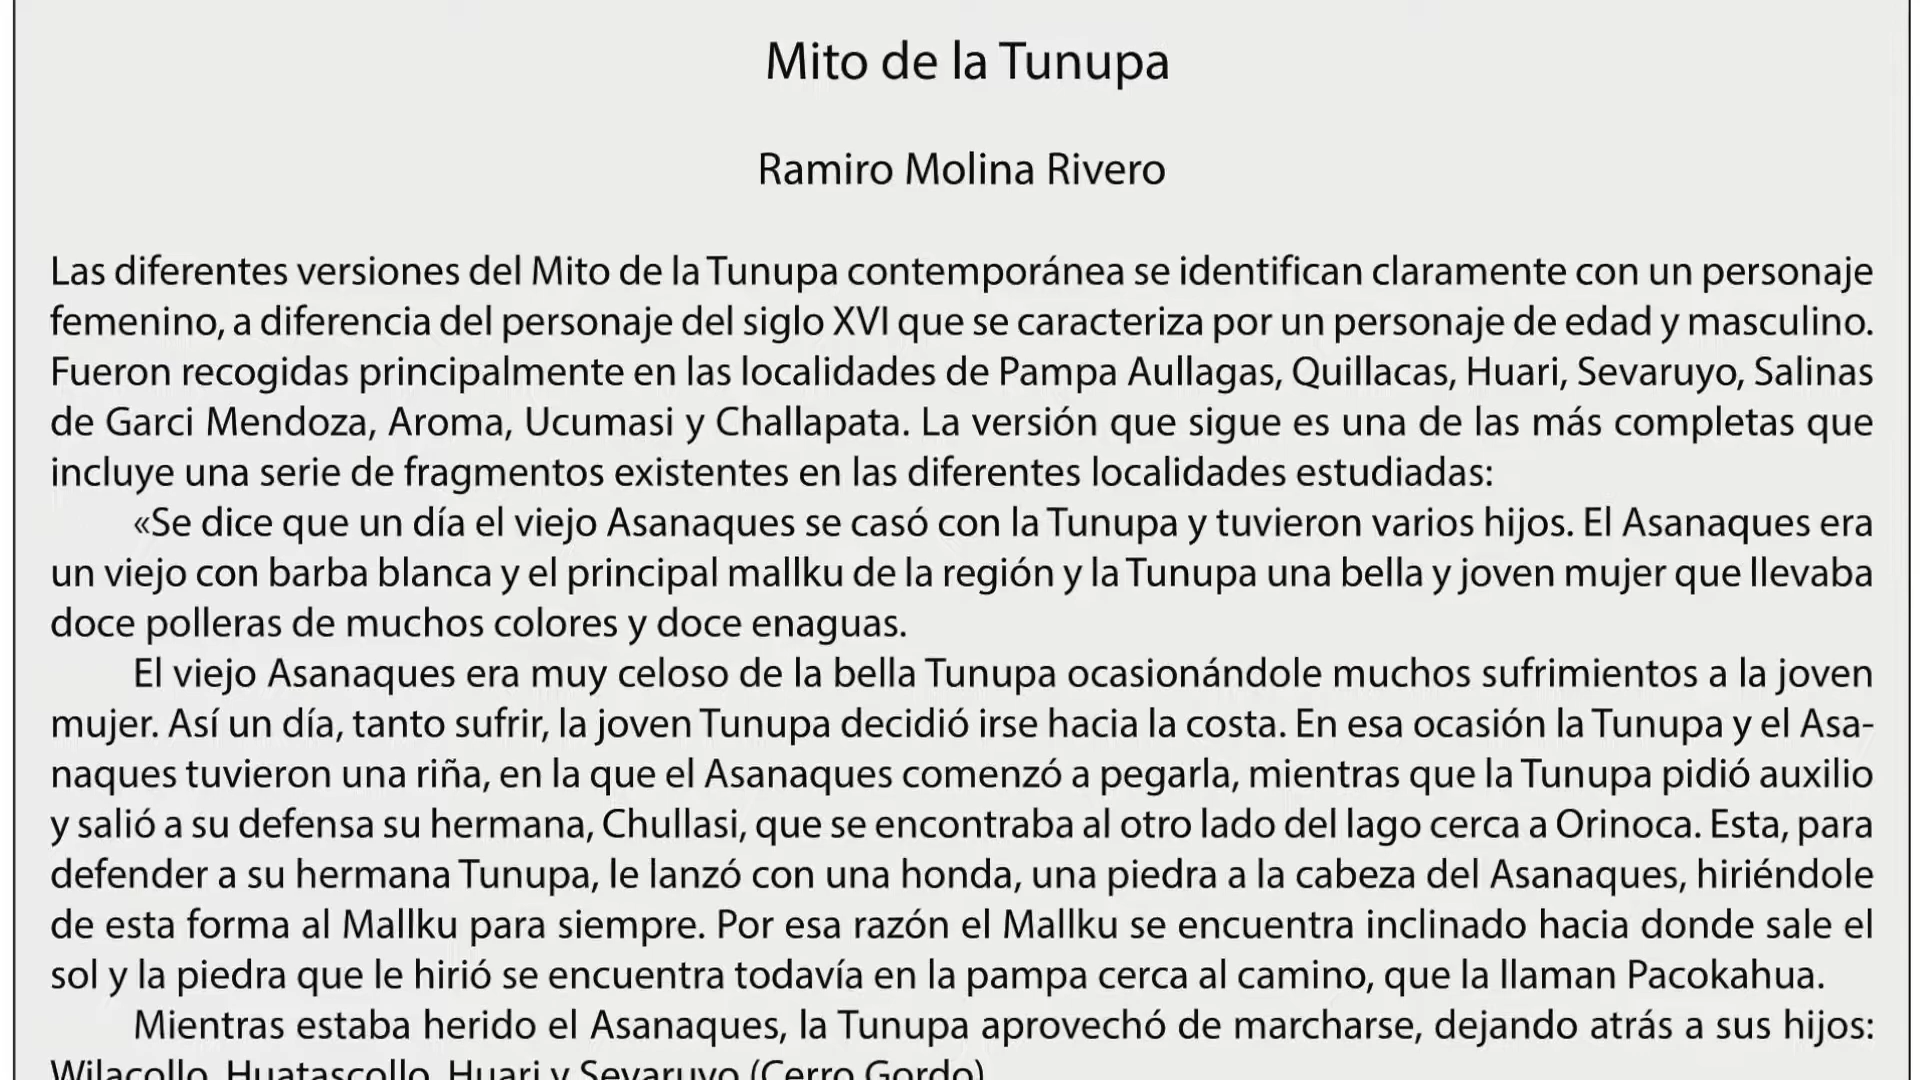 Mito de la Tunupa
Ramiro Molina Rivero
Las diferentes versiones del Mito de la Tunupa contemporánea se identifican claramente con un personaje
femenino, a diferencia del personaje del siglo XVI que se caracteriza por un personaje de edad y masculino.
Fueron recogidas principalmente en las localidades de Pampa Aullagas, Quillacas, Huari, Sevaruyo, Salinas
de Garci Mendoza, Aroma, Ucumasi y Challapata. La versión que sigue es una de las más completas que
incluye una serie de fragmentos existentes en las diferentes localidades estudiadas:
«Se dice que un día el viejo Asanaques se casó con la Tunupa y tuvieron varios hijos. El Asanaques era
un viejo con barba blanca y el principal mallku de la región y la Tunupa una bella y joven mujer que llevaba
doce polleras de muchos colores y doce enaguas.
El viejo Asanaques era muy celoso de la bella Tunupa ocasionándole muchos sufrimientos a la joven
mujer. Así un día, tanto sufrir, la joven Tunupa decidió irse hacia la costa. En esa ocasión la Tunupa y el Asa-
naques tuvieron una riña, en la que el Asanaques comenzó a pegarla, mientras que la Tunupa pidió auxilio
y salió a su defensa su hermana, Chullasi, que se encontraba al otro lado del lago cerca a Orinoca. Esta, para
defender a su hermana Tunupa, le lanzó con una honda, una piedra a la cabeza del Asanaques, hiriéndole
de esta forma al Mallku para siempre. Por esa razón el Mallku se encuentra inclinado hacia donde sale el
sol y la piedra que le hirió se encuentra todavía en la pampa cerca al camino, que la llaman Pacokahua.
Mientras estaba herido el Asanaques, la Tunupa aprovechó de marcharse, dejando atrás a sus hijos:
Wilacollo, Huatascollo, Huari y Sevaruyo (Cerro Gordo)